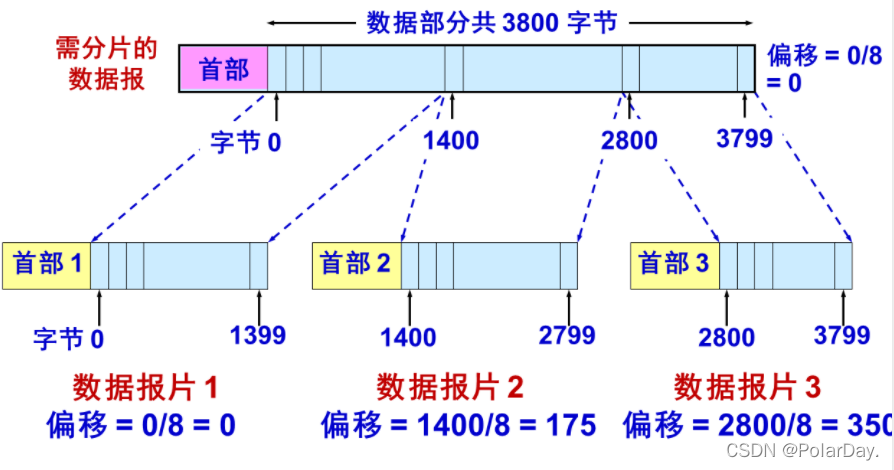 数据部分共 3800 字节
需分片的
数据报
首部
偏移 = 0/8
= 0
字节 0
1400
2800
3799
首部 1
首部 2
首部 3
字节 0
1399
1400
2799
2800
3799
数据报片 1
数据报片 2
数据报片 3
偏移 = 0/8 = 0
偏移 = 1400/8 = 175
偏移 = 2800/8 = 350
CSDN @PolarDay.